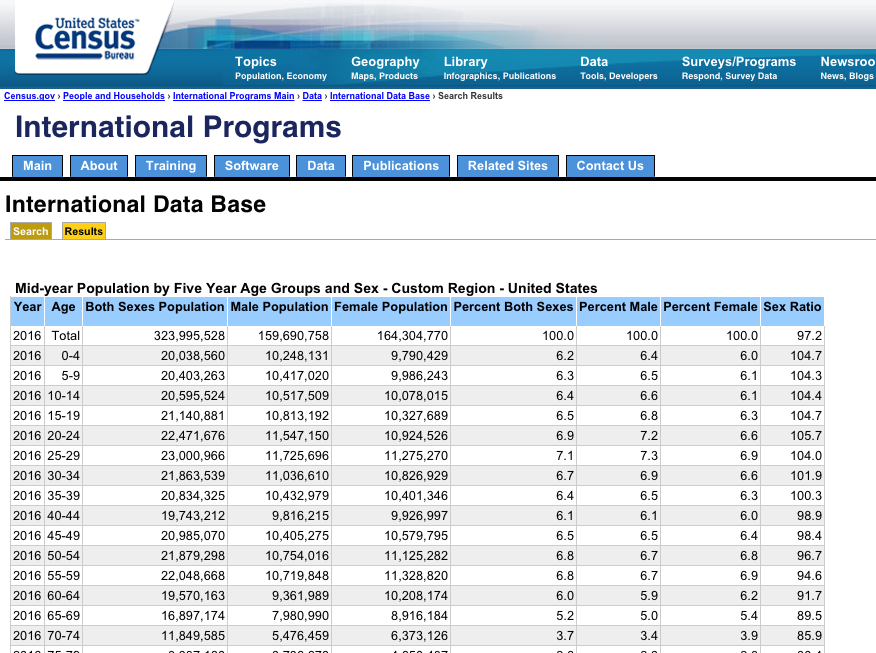 United States™
Census
Bureau
Topics Geography Library Data Surveys/Programs Newsroo
Population, Economy Maps, Products Infographics, Publications Tools, Developers Respond, Survey Data News, Blogs
Census.gov › People and Households › International Programs Main › Data › International Data Base › Search Results
International Programs
Main About Training Software Data Publications Related Sites Contact Us
International Data Base
Search Results
Mid-year Population by Five Year Age Groups and Sex - Custom Region - United States
Year Age Both Sexes Population Male Population Female Population Percent Both Sexes Percent Male Percent Female Sex Ratio
2016 Total 323,995,528 159,690,758 164,304,770 100.0 100.0 100.0 97.2
2016 0-4 20,038,560 10,248,131 9,790,429 6.2 6.4 6.0 104.7
2016 5-9 20,403,263 10,417,020 9,986,243 6.3 6.5 6.1 104.3
2016 10-14 20,595,524 10,517,509 10,078,015 6.4 6.6 6.1 104.4
2016 15-19 21,140,881 10,813,192 10,327,689 6.5 6.8 6.3 104.7
2016 20-24 22,471,676 11,547,150 10,924,526 6.9 7.2 6.6 105.7
2016 25-29 23,000,966 11,725,696 11,275,270 7.1 7.3 6.9 104.0
2016 30-34 21,863,539 11,036,610 10,826,929 6.7 6.9 6.6 101.9
2016 35-39 20,834,325 10,432,979 10,401,346 6.4 6.5 6.3 100.3
2016 40-44 19,743,212 9,816,215 9,926,997 6.1 6.1 6.0 98.9
2016 45-49 20,985,070 10,405,275 10,579,795 6.5 6.5 6.4 98.4
2016 50-54 21,879,298 10,754,016 11,125,282 6.8 6.7 6.8 96.7
2016 55-59 22,048,668 10,719,848 11,328,820 6.8 6.7 6.9 94.6
2016 60-64 19,570,163 9,361,989 10,208,174 6.0 5.9 6.2 91.7
2016 65-69 16,897,174 7,980,990 8,916,184 5.2 5.0 5.4 89.5
2016 70-74 11,849,585 5,476,459 6,373,126 3.7 3.4 3.9 85.9